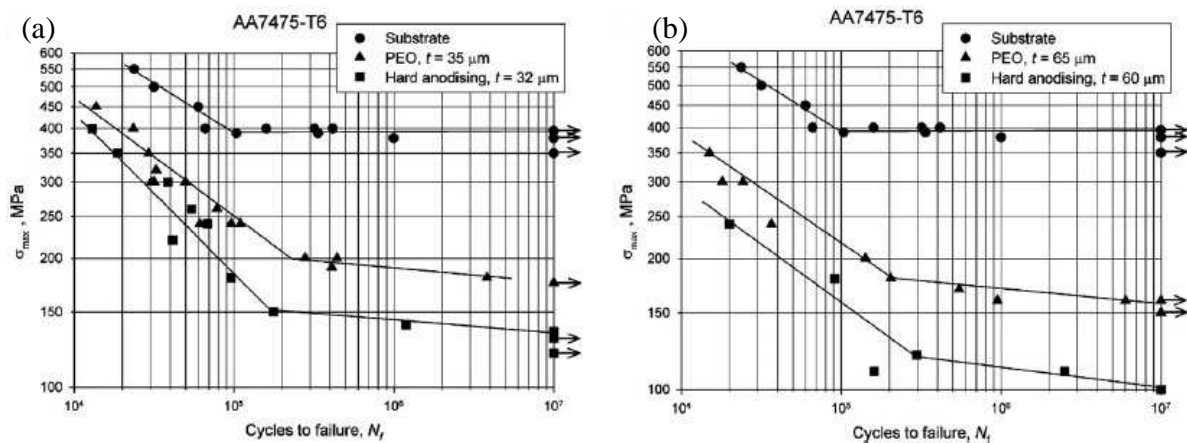 (a)
AA7475-T6
Substrate
PEO, t = 35 μm
Hard anodising, t = 32 μm
600
550
500
450
400
350
300
250
200
150
100
σmax , MPa
10⁴
10⁵
10⁶
10⁷
Cycles to failure, Nf
(b)
AA7475-T6
Substrate
PEO, t = 65 μm
Hard anodising, t = 60 μm
600
550
500
450
400
350
300
250
200
150
100
σmax , MPa
10⁴
10⁵
10⁶
10⁷
Cycles to failure, Nf